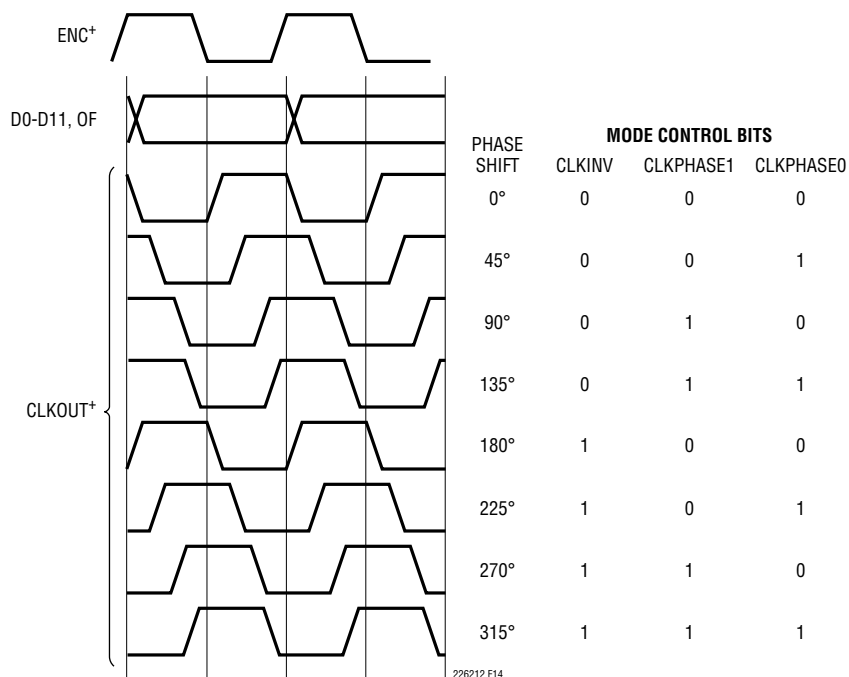 ENC+
D0-D11, OF
CLKOUT+
MODE CONTROL BITS
PHASE SHIFT CLKINV CLKPHASE1 CLKPHASE0
0° 0 0 0
45° 0 0 1
90° 0 1 0
135° 0 1 1
180° 1 0 0
225° 1 0 1
270° 1 1 0
315° 1 1 1
226212 F14